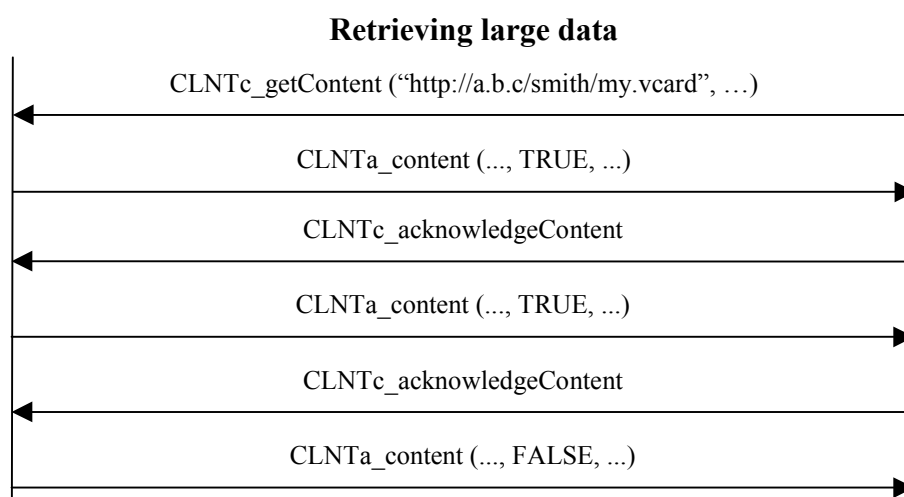 Retrieving large data
CLNTc_getContent (“http://a.b.c/smith/my.vcard”, …)
CLNTa_content (..., TRUE, ...)
CLNTc_acknowledgeContent
CLNTa_content (..., TRUE, ...)
CLNTc_acknowledgeContent
CLNTa_content (..., FALSE, ...)